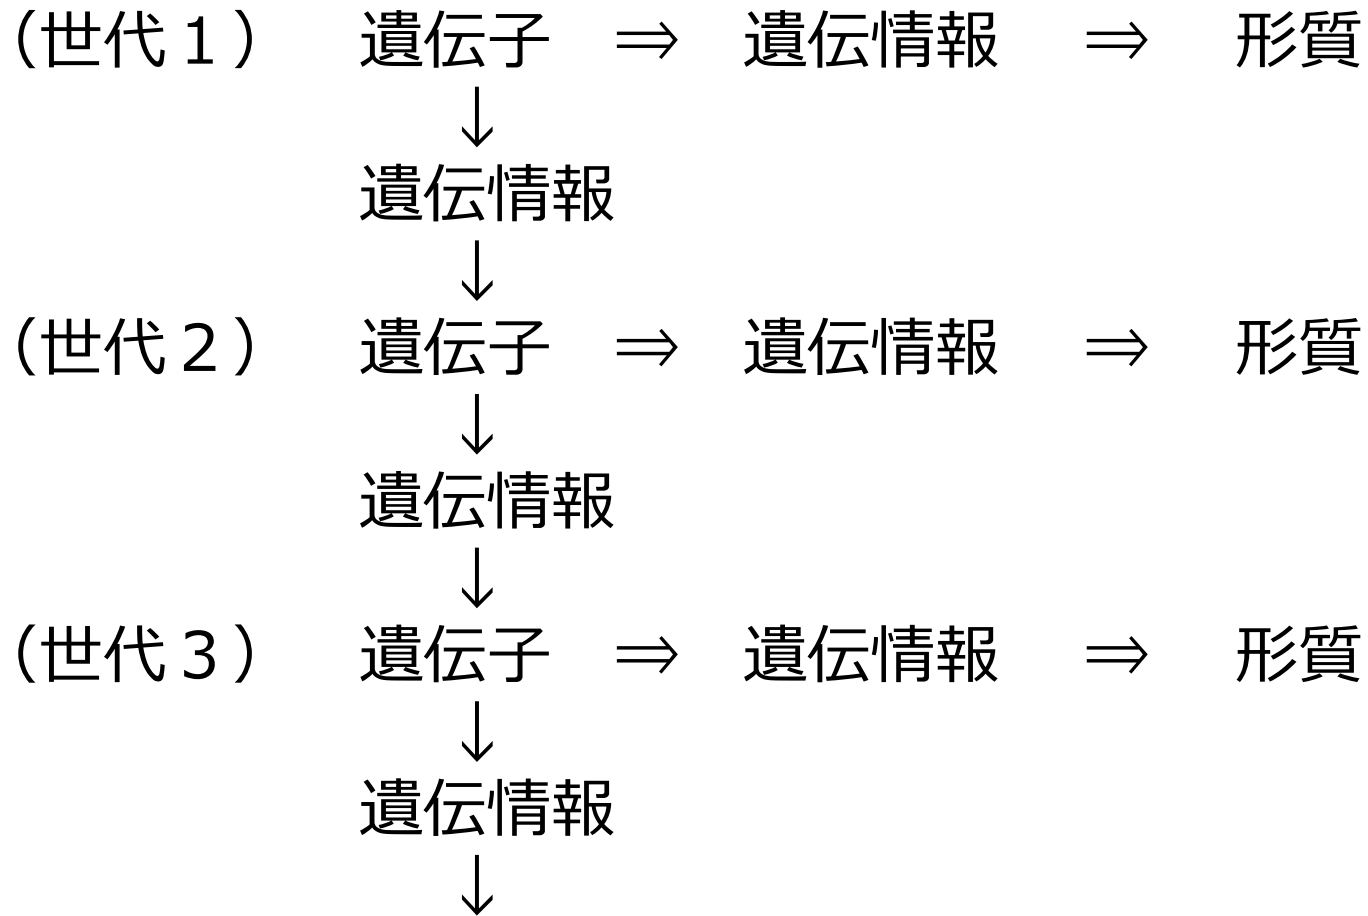 （世代１）　遺伝子　⇒　遺伝情報　⇒　形質
↓
遺伝情報
↓
（世代２）　遺伝子　⇒　遺伝情報　⇒　形質
↓
遺伝情報
↓
（世代３）　遺伝子　⇒　遺伝情報　⇒　形質
↓
遺伝情報
↓